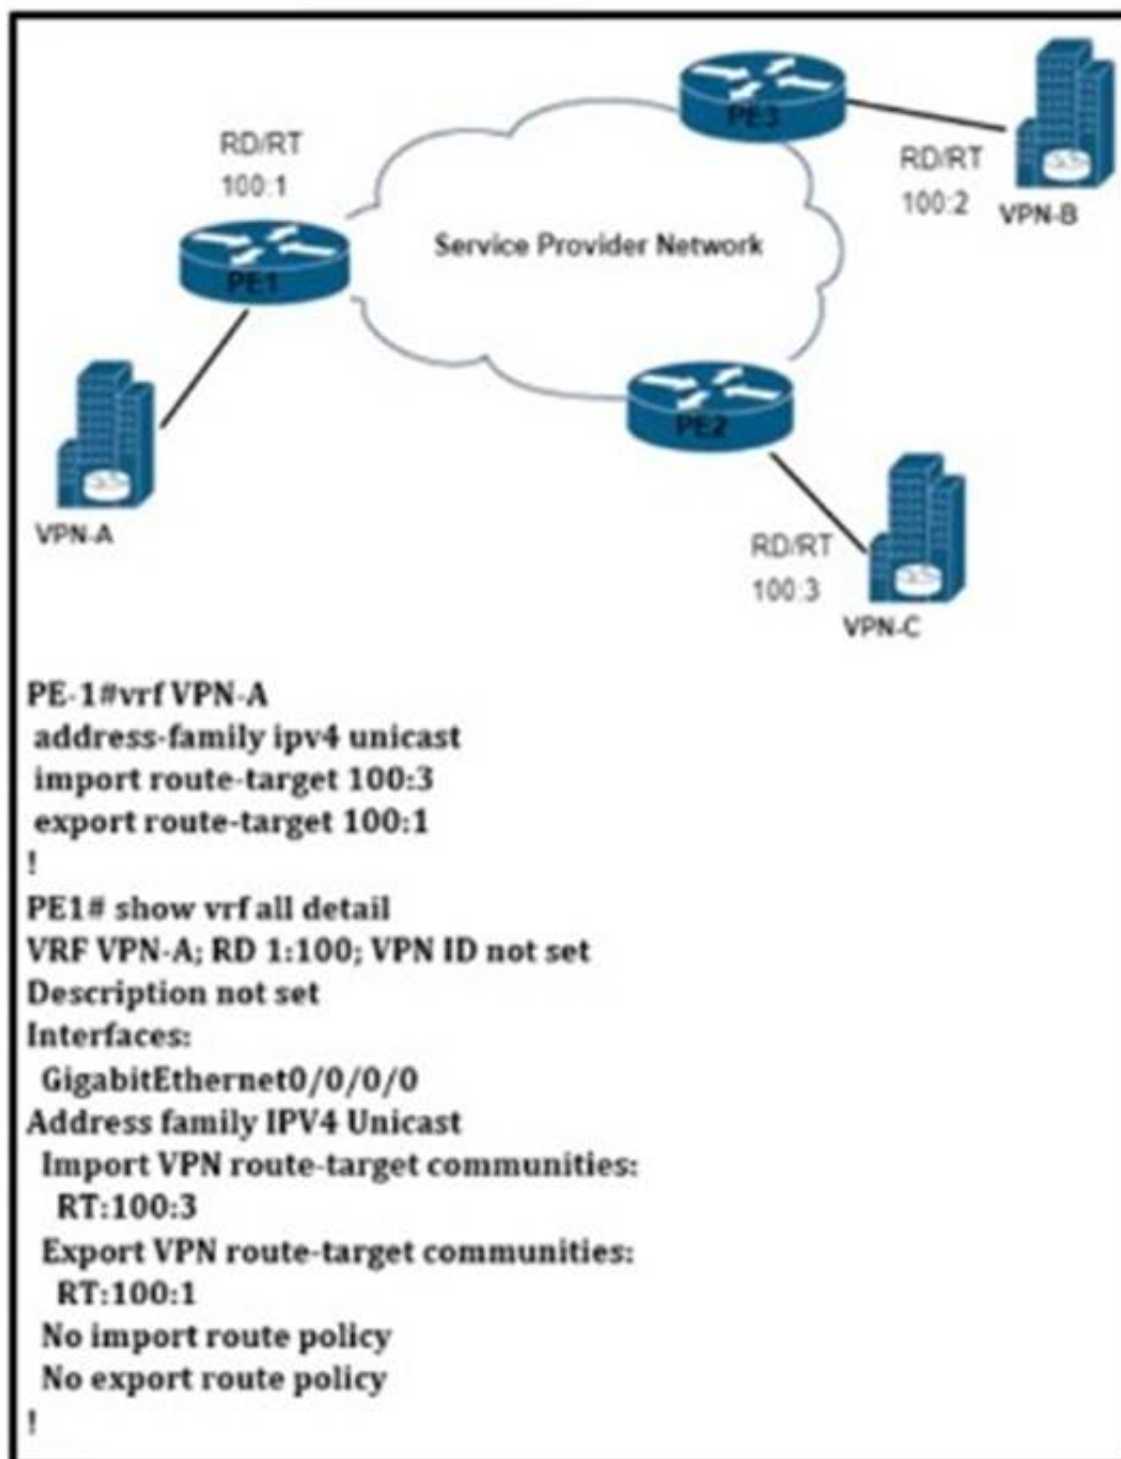 PE3
RD/RT
100:1
RD/RT
100:2
VPN-B
Service Provider Network
PE1
PE2
VPN-A
RD/RT
100:3
VPN-C
PE-1#vrf VPN-A
address-family ipv4 unicast
import route-target 100:3
export route-target 100:1
!
PE1# show vrf all detail
VRF VPN-A; RD 1:100; VPN ID not set
Description not set
Interfaces:
GigabitEthernet0/0/0/0
Address family IPV4 Unicast
Import VPN route-target communities:
RT:100:3
Export VPN route-target communities:
RT:100:1
No import route policy
No export route policy
!